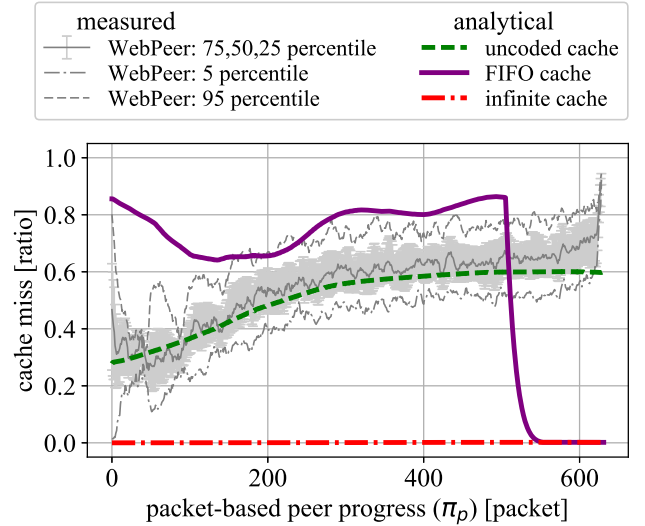 measured
WebPeer: 75,50,25 percentile
WebPeer: 5 percentile
WebPeer: 95 percentile
analytical
uncoded cache
FIFO cache
infinite cache
cache miss [ratio]
1.0
0.8
0.6
0.4
0.2
0.0
0 200 400 600
packet-based peer progress (π_p) [packet]